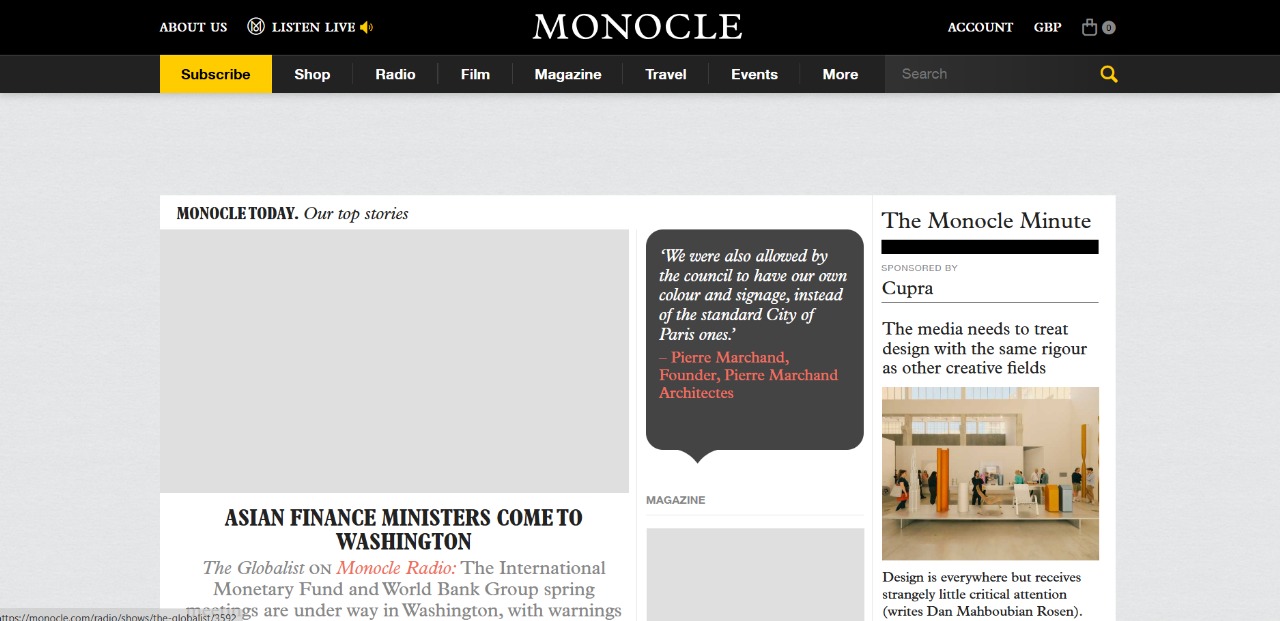 ABOUT US
LISTEN LIVE
MONOCLE
ACCOUNT
GBP
0
Subscribe
Shop
Radio
Film
Magazine
Travel
Events
More
Search
MONOCLE TODAY. Our top stories
ASIAN FINANCE MINISTERS COME TO
WASHINGTON
The Globalist ON Monocle Radio: The International
Monetary Fund and World Bank Group spring
meetings are under way in Washington, with warnings
‘We were also allowed by
the council to have our own
colour and signage, instead
of the standard City of
Paris ones.’
– Pierre Marchand,
Founder, Pierre Marchand
Architectes
MAGAZINE
The Monocle Minute
SPONSORED BY
Cupra
The media needs to treat
design with the same rigour
as other creative fields
Design is everywhere but receives
strangely little critical attention
(writes Dan Mahboubian Rosen).
https://monocle.com/radio/shows/the-globalist/3592